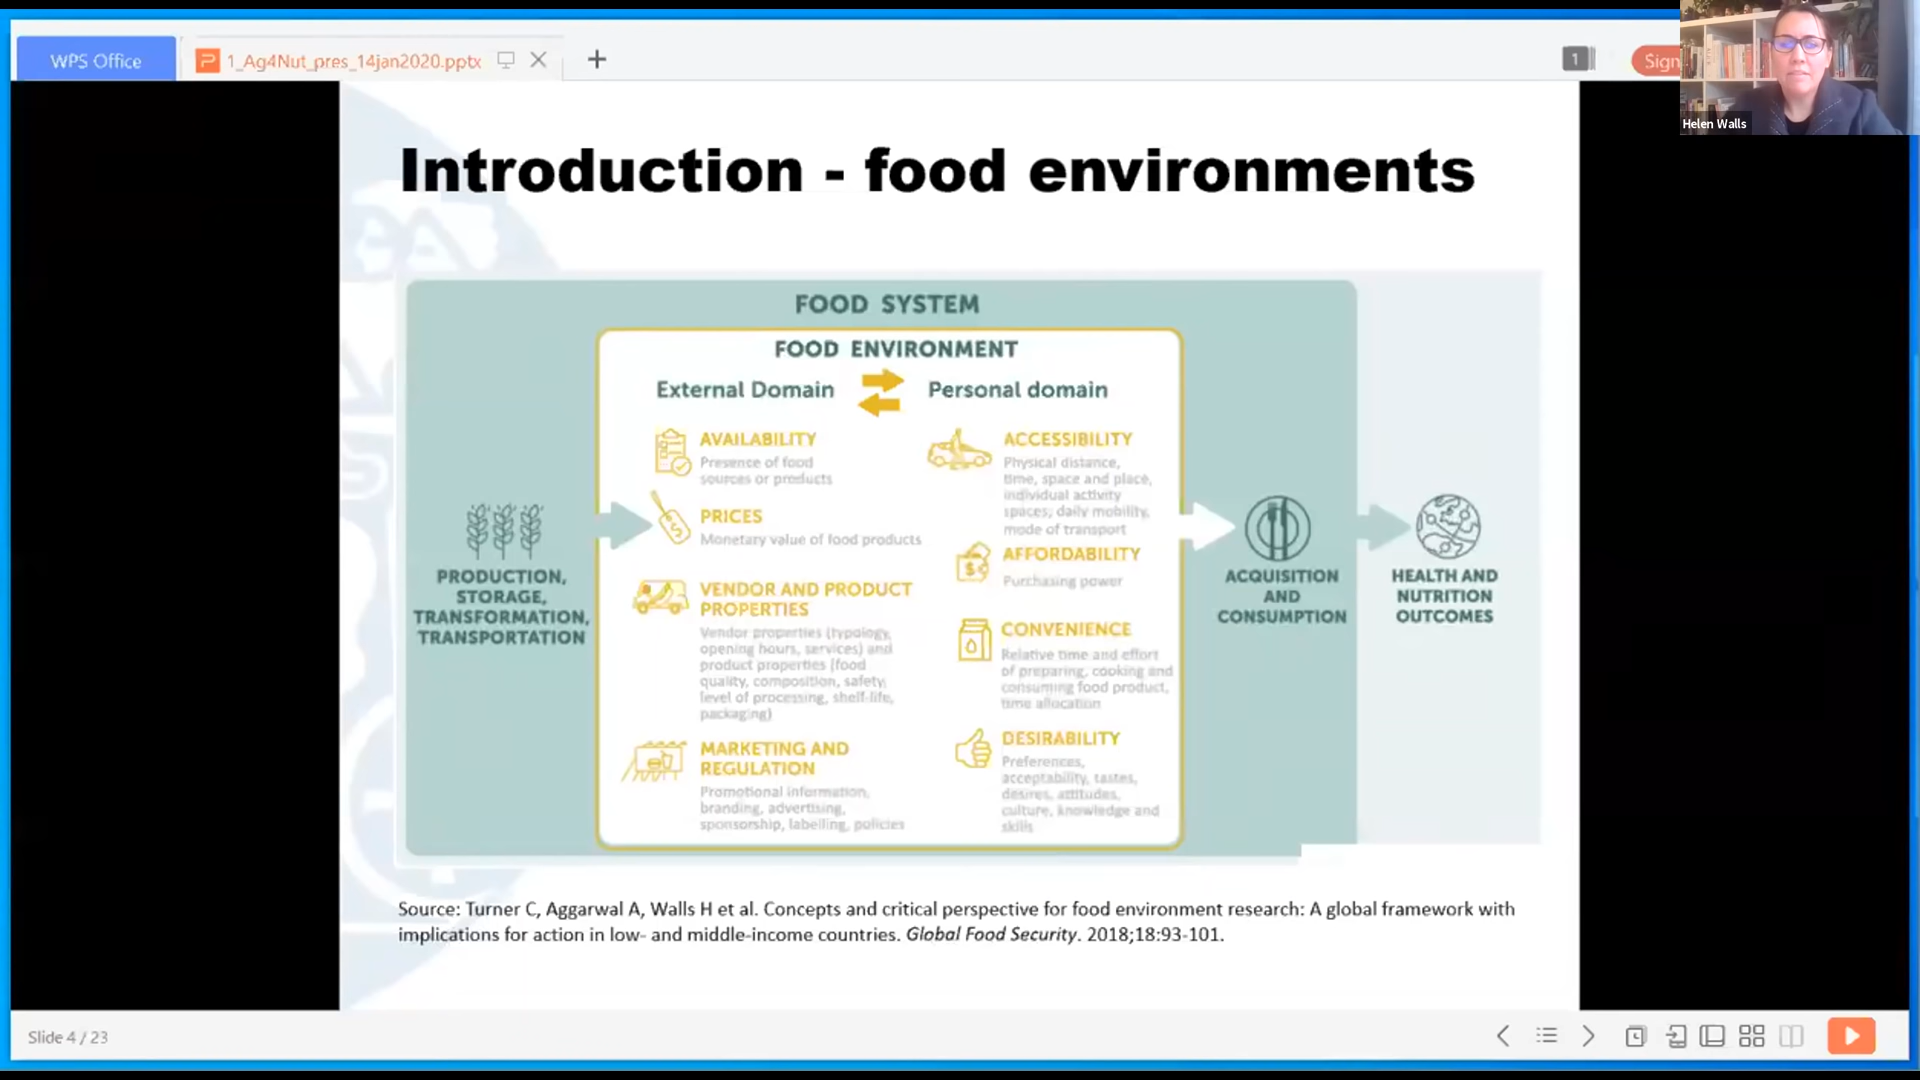 WPS Office
1_Ag4Nut_pres_14jan2020.pptx
1
Sign
Helen Walls
Introduction - food environments
FOOD SYSTEM
FOOD ENVIRONMENT
External Domain
Personal domain
AVAILABILITY
Presence of food
sources or products
PRICES
Monetary value of food products
VENDOR AND PRODUCT
PROPERTIES
Vendor properties (typology,
opening hours, services) and
product properties (food
quality, composition, safety,
level of processing, shelf-life,
packaging)
MARKETING AND
REGULATION
Promotional information,
branding, advertising,
sponsorship, labelling, policies
ACCESSIBILITY
Physical distance,
time, space and place,
individual activity
spaces; daily mobility,
mode of transport
AFFORDABILITY
Purchasing power
CONVENIENCE
Relative time and effort
of preparing, cooking and
consuming food product,
time allocation
DESIRABILITY
Preferences,
acceptability, tastes,
desires, attitudes,
culture, knowledge and
skills
PRODUCTION,
STORAGE,
TRANSFORMATION,
TRANSPORTATION
ACQUISITION
AND
CONSUMPTION
HEALTH AND
NUTRITION
OUTCOMES
Source: Turner C, Aggarwal A, Walls H et al. Concepts and critical perspective for food environment research: A global framework with
implications for action in low- and middle-income countries. Global Food Security. 2018;18:93-101.
Slide 4 / 23